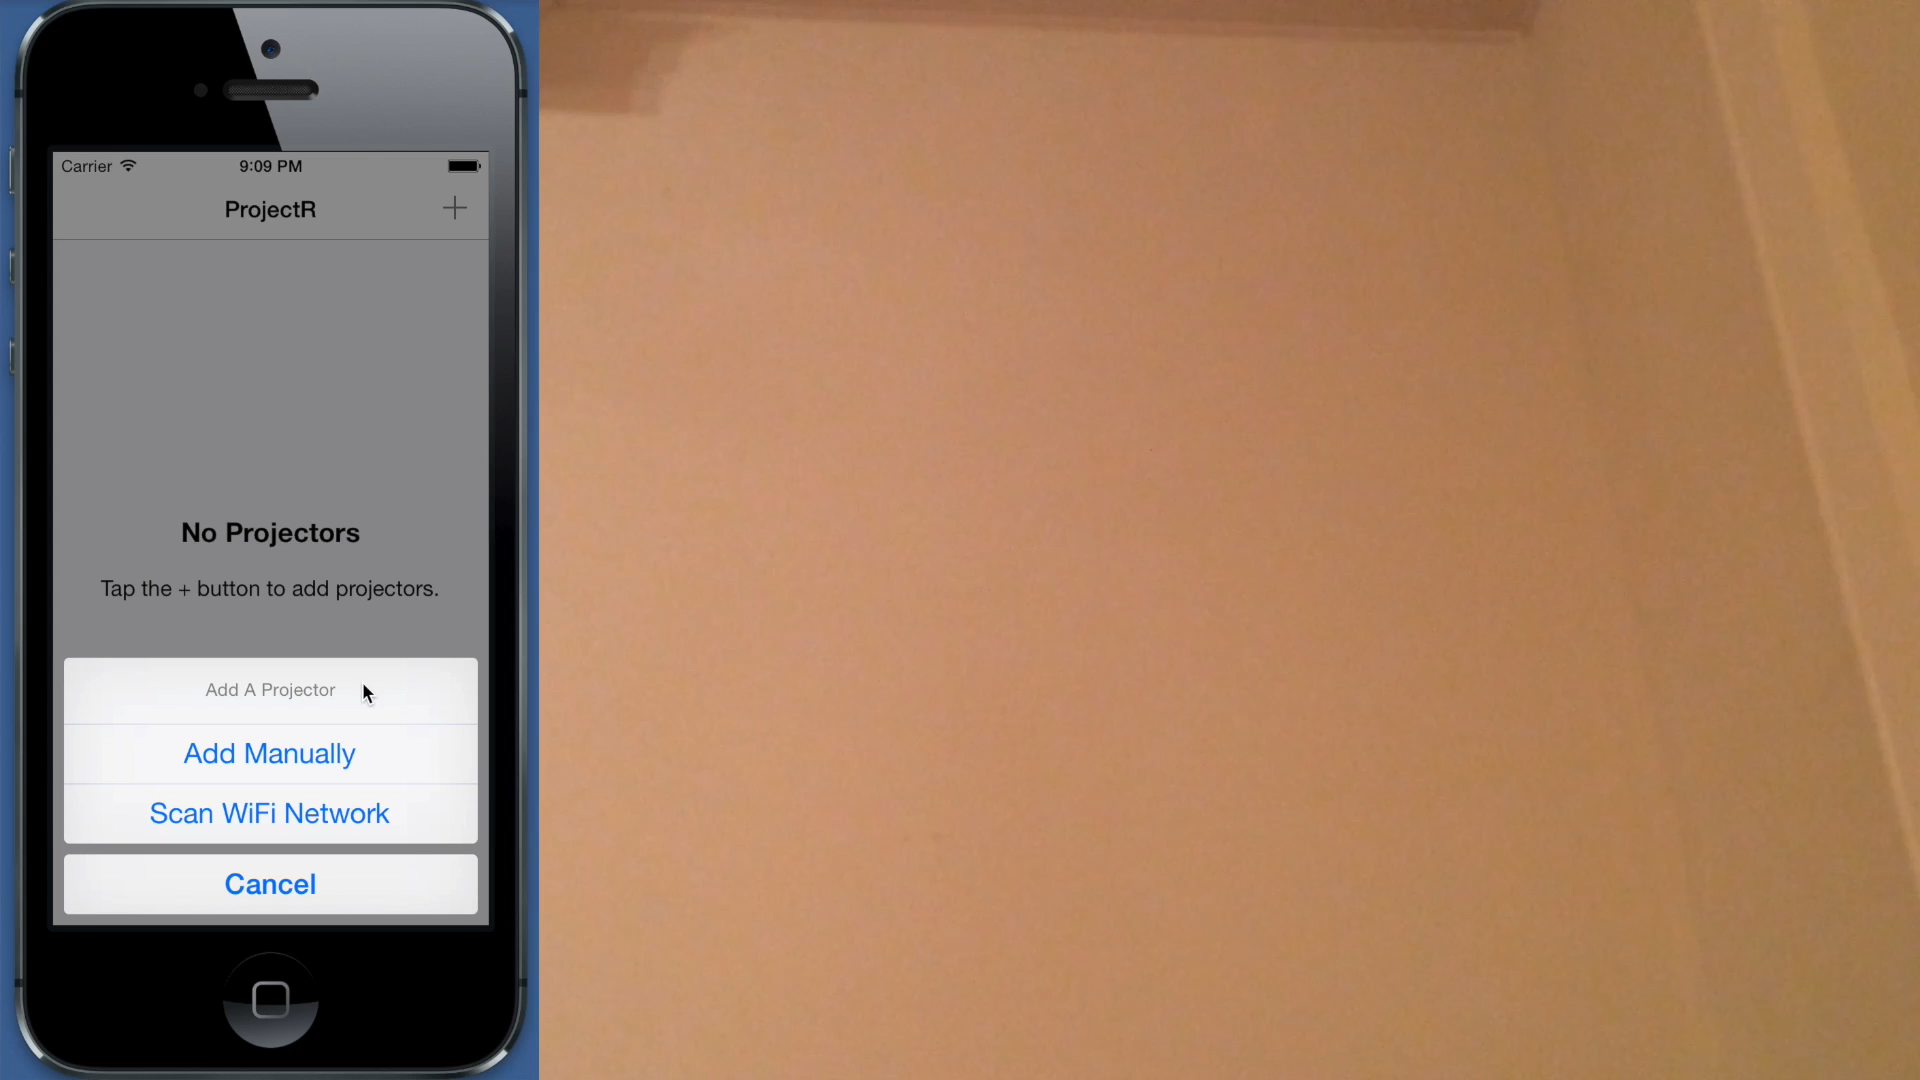 Carrier 9:09 PM
ProjectR +
No Projectors
Tap the + button to add projectors.
Add A Projector
Add Manually
Scan WiFi Network
Cancel